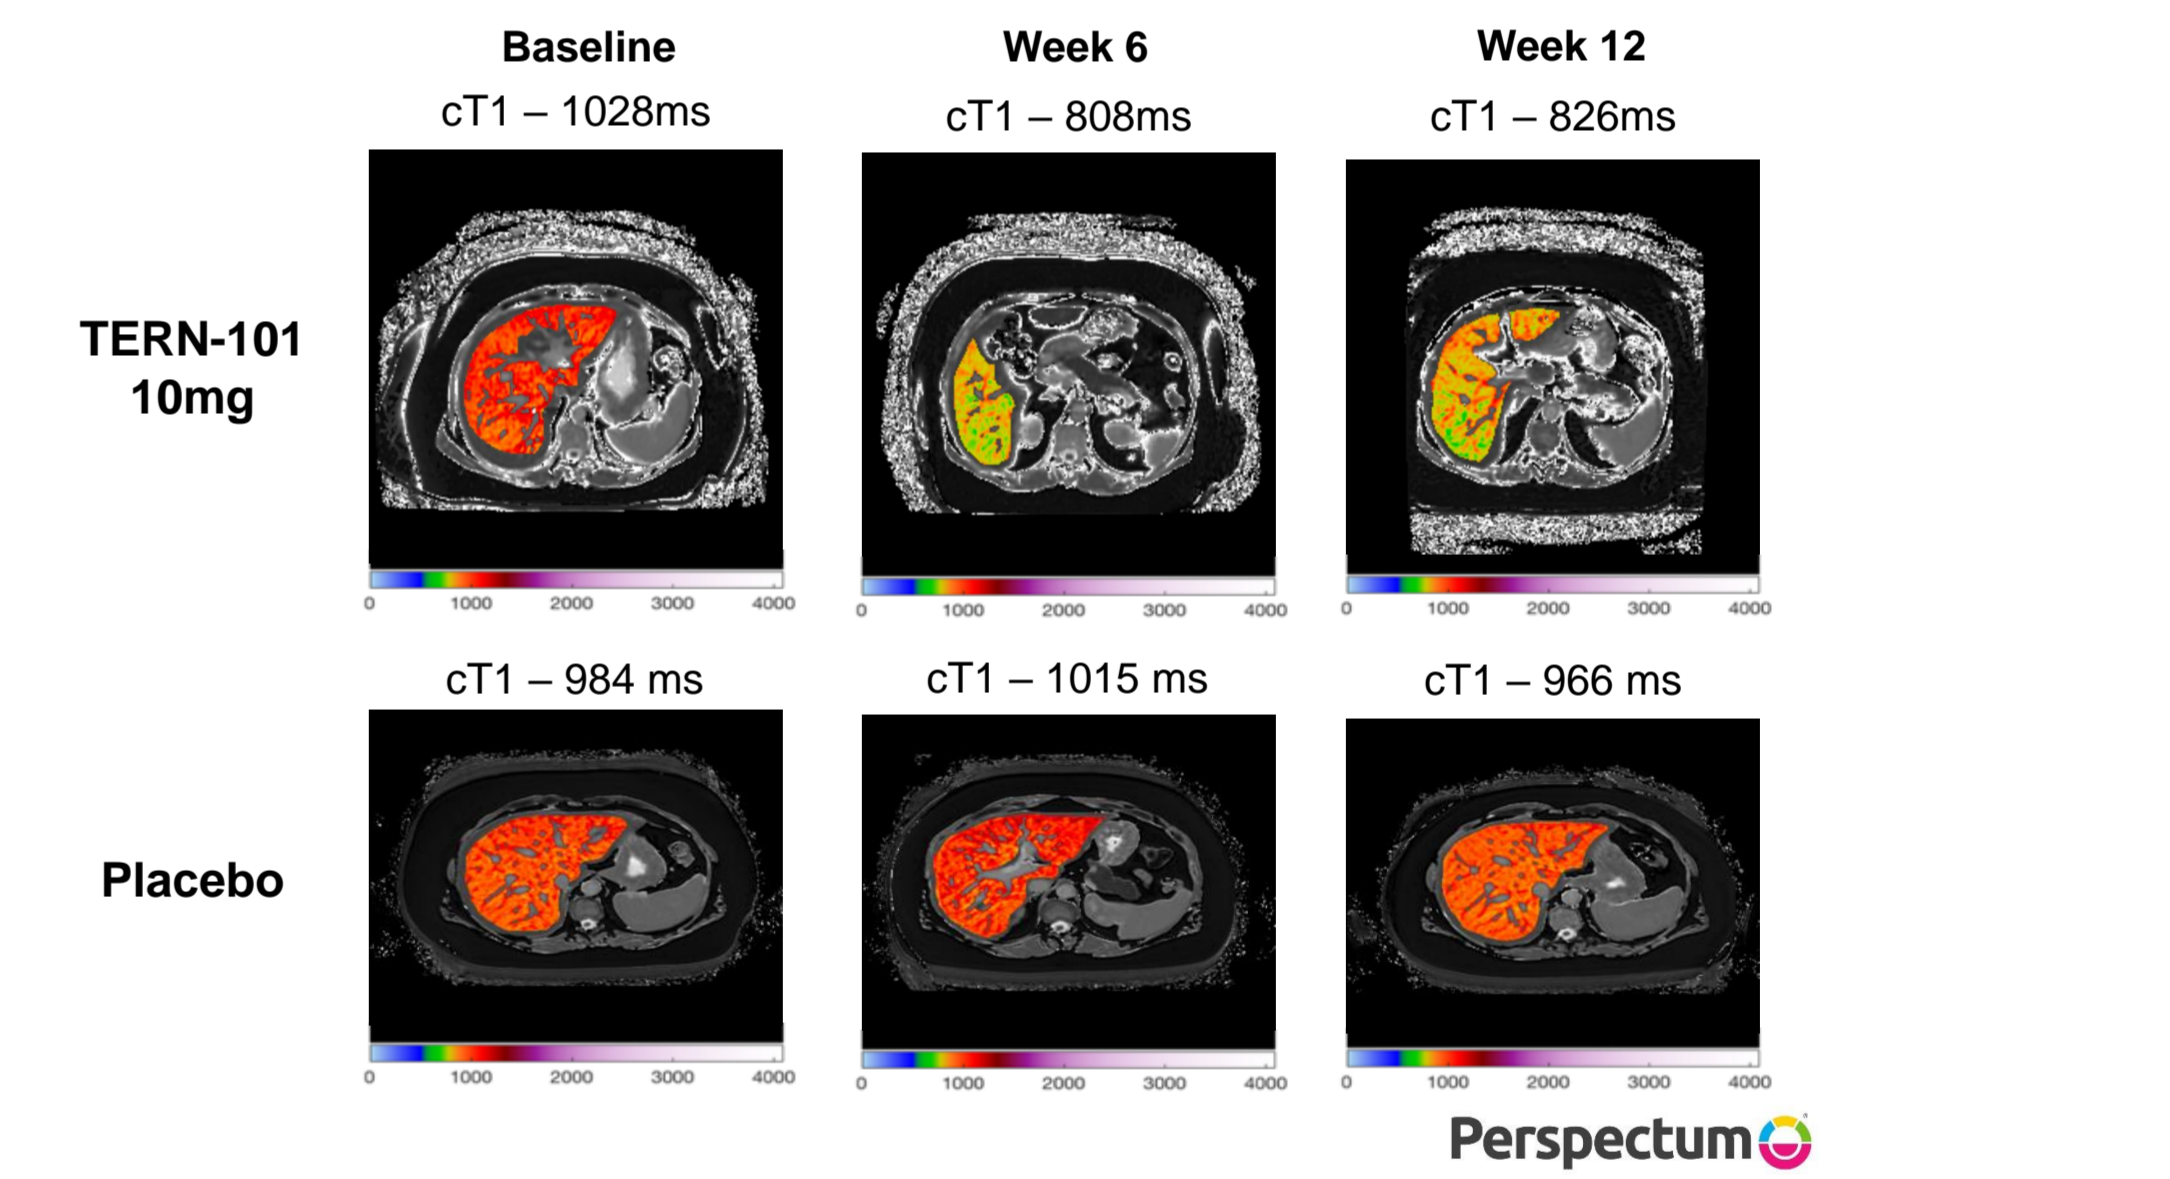 Baseline
Week 6
Week 12
cT1 – 1028ms
cT1 – 808ms
cT1 – 826ms
TERN-101
10mg
0 1000 2000 3000 4000
0 1000 2000 3000 4000
0 1000 2000 3000 4000
cT1 – 984 ms
cT1 – 1015 ms
cT1 – 966 ms
Placebo
0 1000 2000 3000 4000
0 1000 2000 3000 4000
0 1000 2000 3000 4000
Perspectum